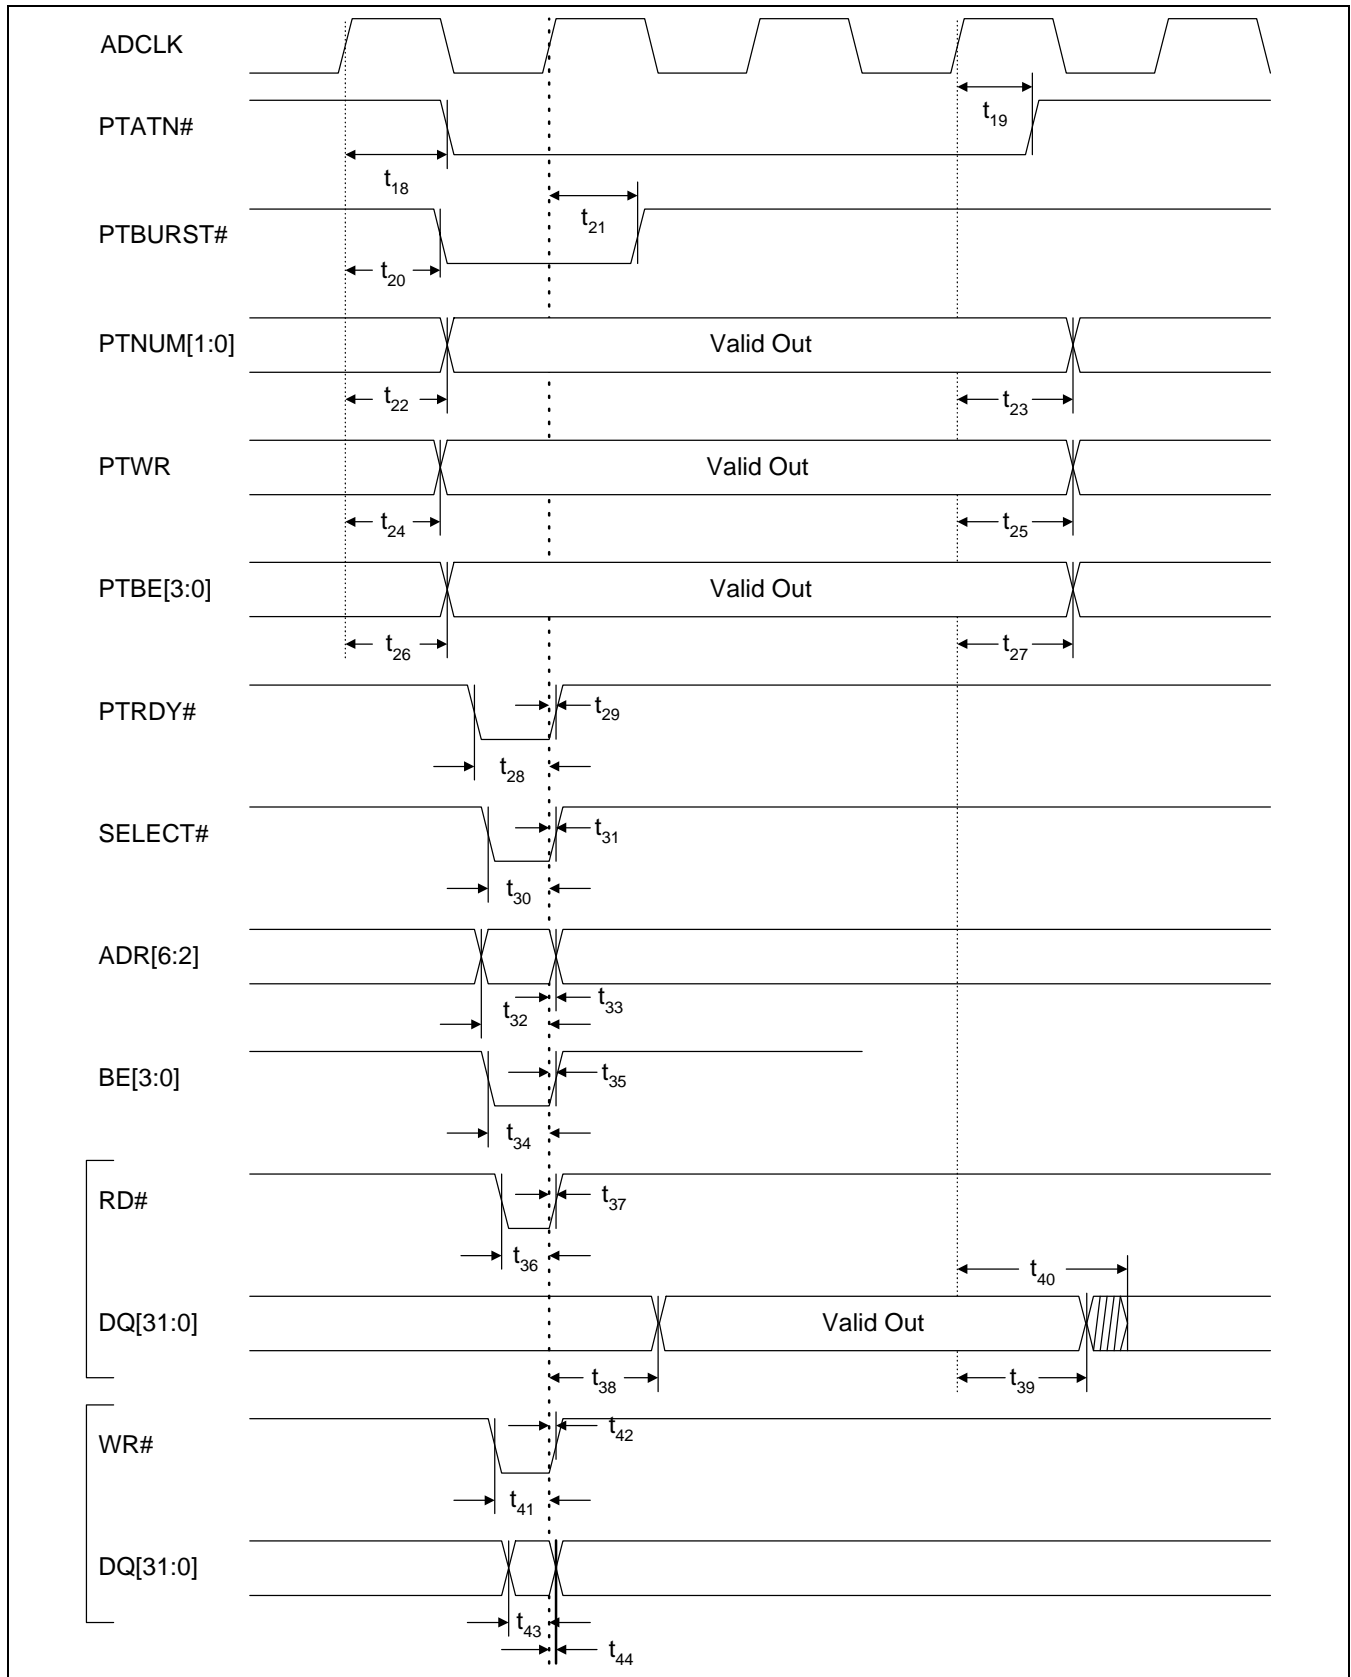 ADCLK
t19
PTATN#
t18
t21
PTBURST#
t20
PTNUM[1:0] Valid Out
t22 t23
PTWR Valid Out
t24 t25
PTBE[3:0] Valid Out
t26 t27
PTRDY# t29
t28
SELECT# t31
t30
ADR[6:2]
t32 t33
BE[3:0] t35
t34
RD# t37
t36 t40
DQ[31:0] Valid Out
t38 t39
WR# t42
t41
DQ[31:0]
t43
t44